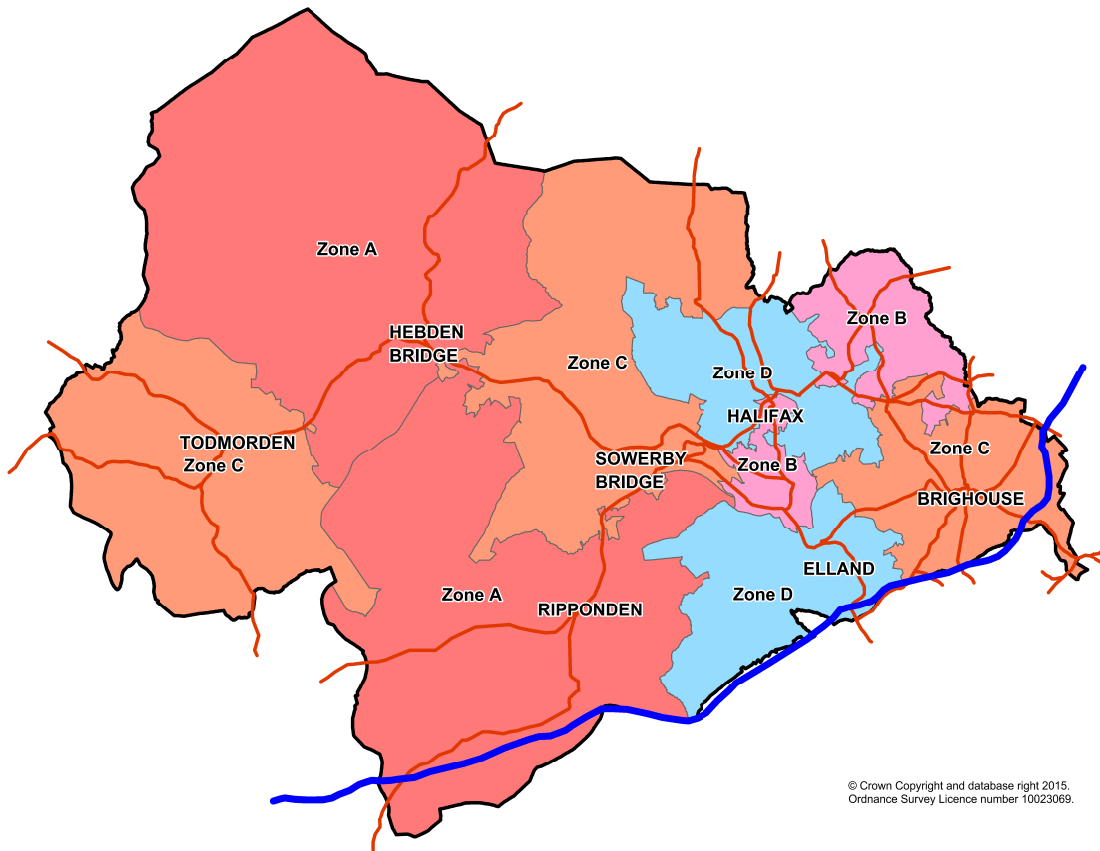 Zone A
Zone B
HEBDEN
BRIDGE
Zone C
Zone D
HALIFAX
TODMORDEN
Zone C
Zone C
SOWERBY
BRIDGE
Zone B
BRIGHOUSE
ELLAND
Zone A
Zone D
RIPPONDEN
© Crown Copyright and database right 2015.
Ordnance Survey Licence number 10023069.